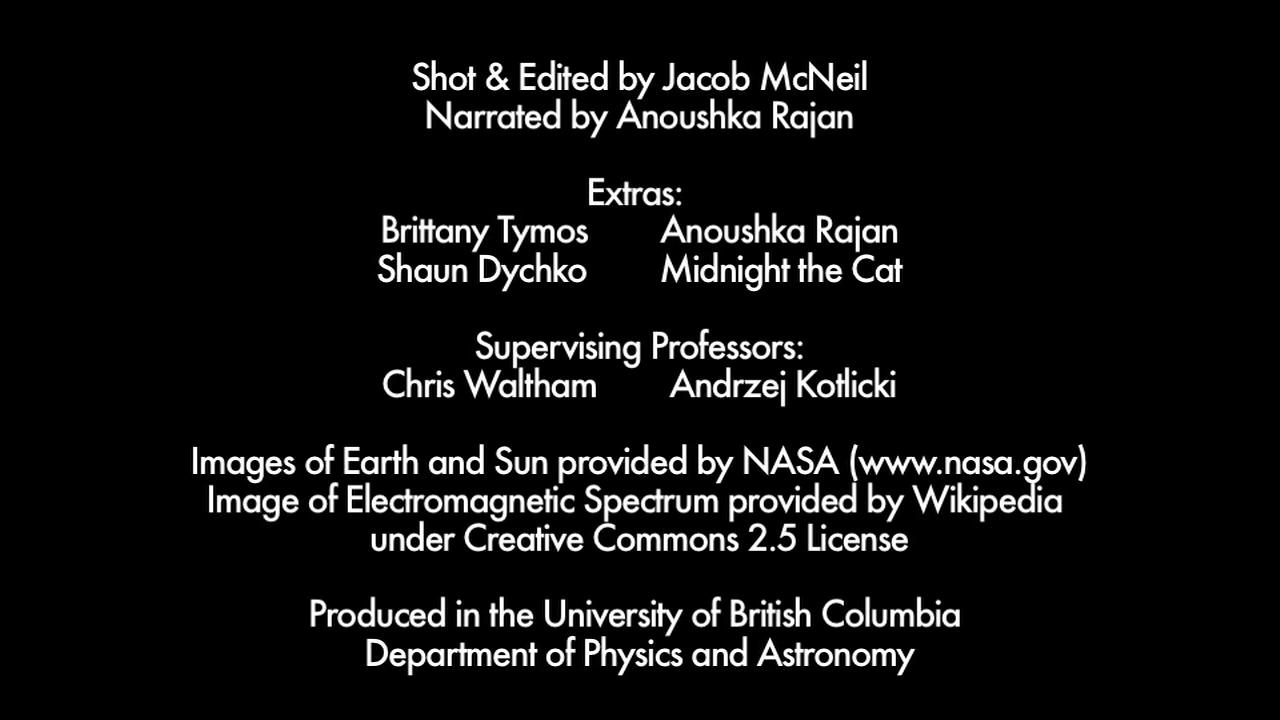 Shot & Edited by Jacob McNeil
Narrated by Anoushka Rajan
Extras:
Brittany Tymos Anoushka Rajan
Shaun Dychko Midnight the Cat
Supervising Professors:
Chris Waltham Andrzej Kotlicki
Images of Earth and Sun provided by NASA (www.nasa.gov)
Image of Electromagnetic Spectrum provided by Wikipedia
under Creative Commons 2.5 License
Produced in the University of British Columbia
Department of Physics and Astronomy